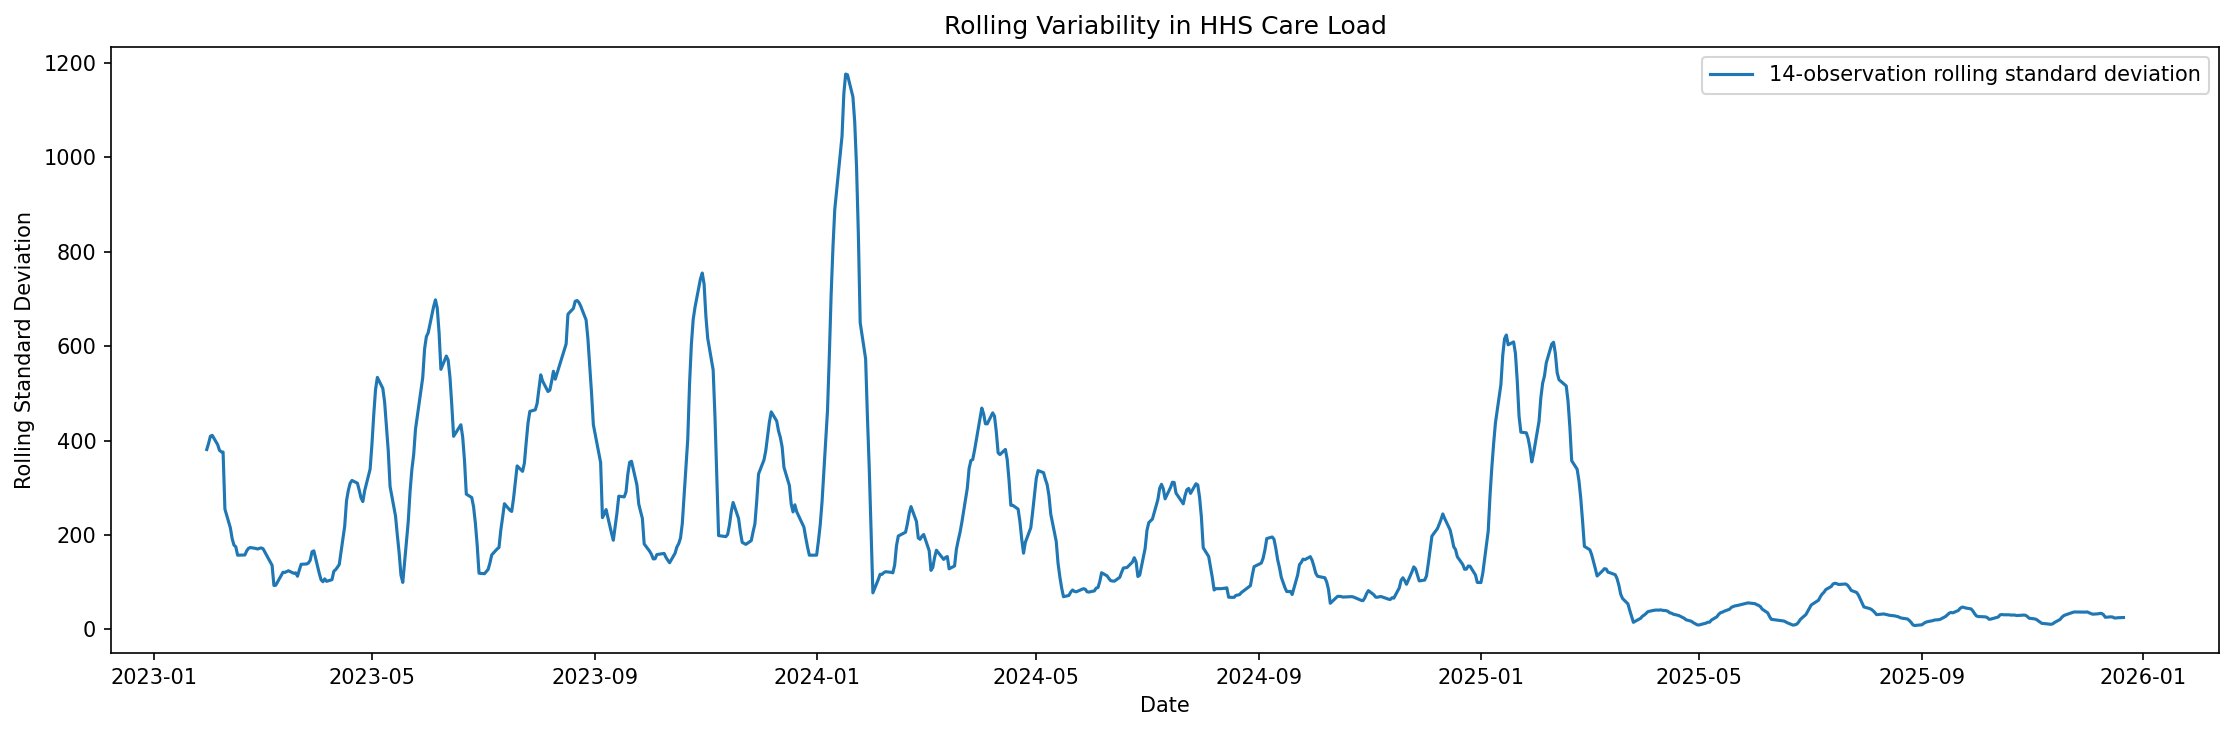 Rolling Variability in HHS Care Load
14-observation rolling standard deviation
Rolling Standard Deviation
1200
1000
800
600
400
200
0
2023-01 2023-05 2023-09 2024-01 2024-05 2024-09 2025-01 2025-05 2025-09 2026-01
Date